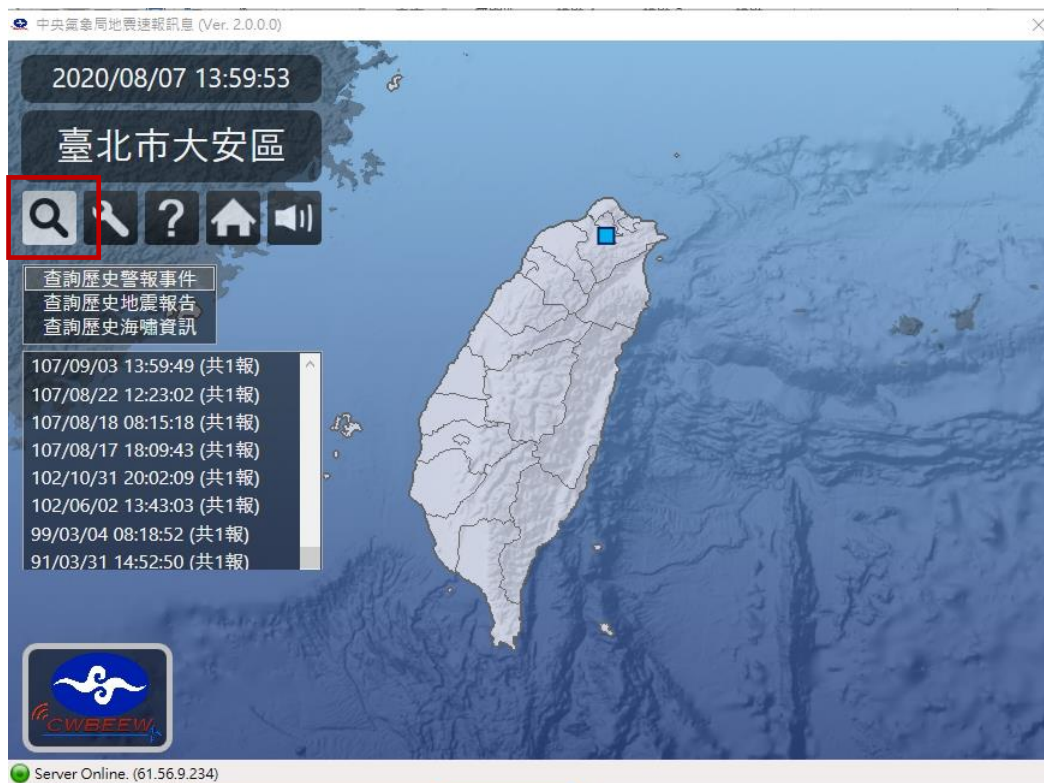 中央氣象局地震速報訊息 (Ver. 2.0.0.0)
2020/08/07 13:59:53
臺北市大安區
?
查詢歷史警報事件
查詢歷史地震報告
查詢歷史海嘯資訊
107/09/03 13:59:49 (共1報)
107/08/22 12:23:02 (共1報)
107/08/18 08:15:18 (共1報)
107/08/17 18:09:43 (共1報)
102/10/31 20:02:09 (共1報)
102/06/02 13:43:03 (共1報)
99/03/04 08:18:52 (共1報)
91/03/31 14:52:50 (共1報)
CWBEEW
Server Online. (61.56.9.234)